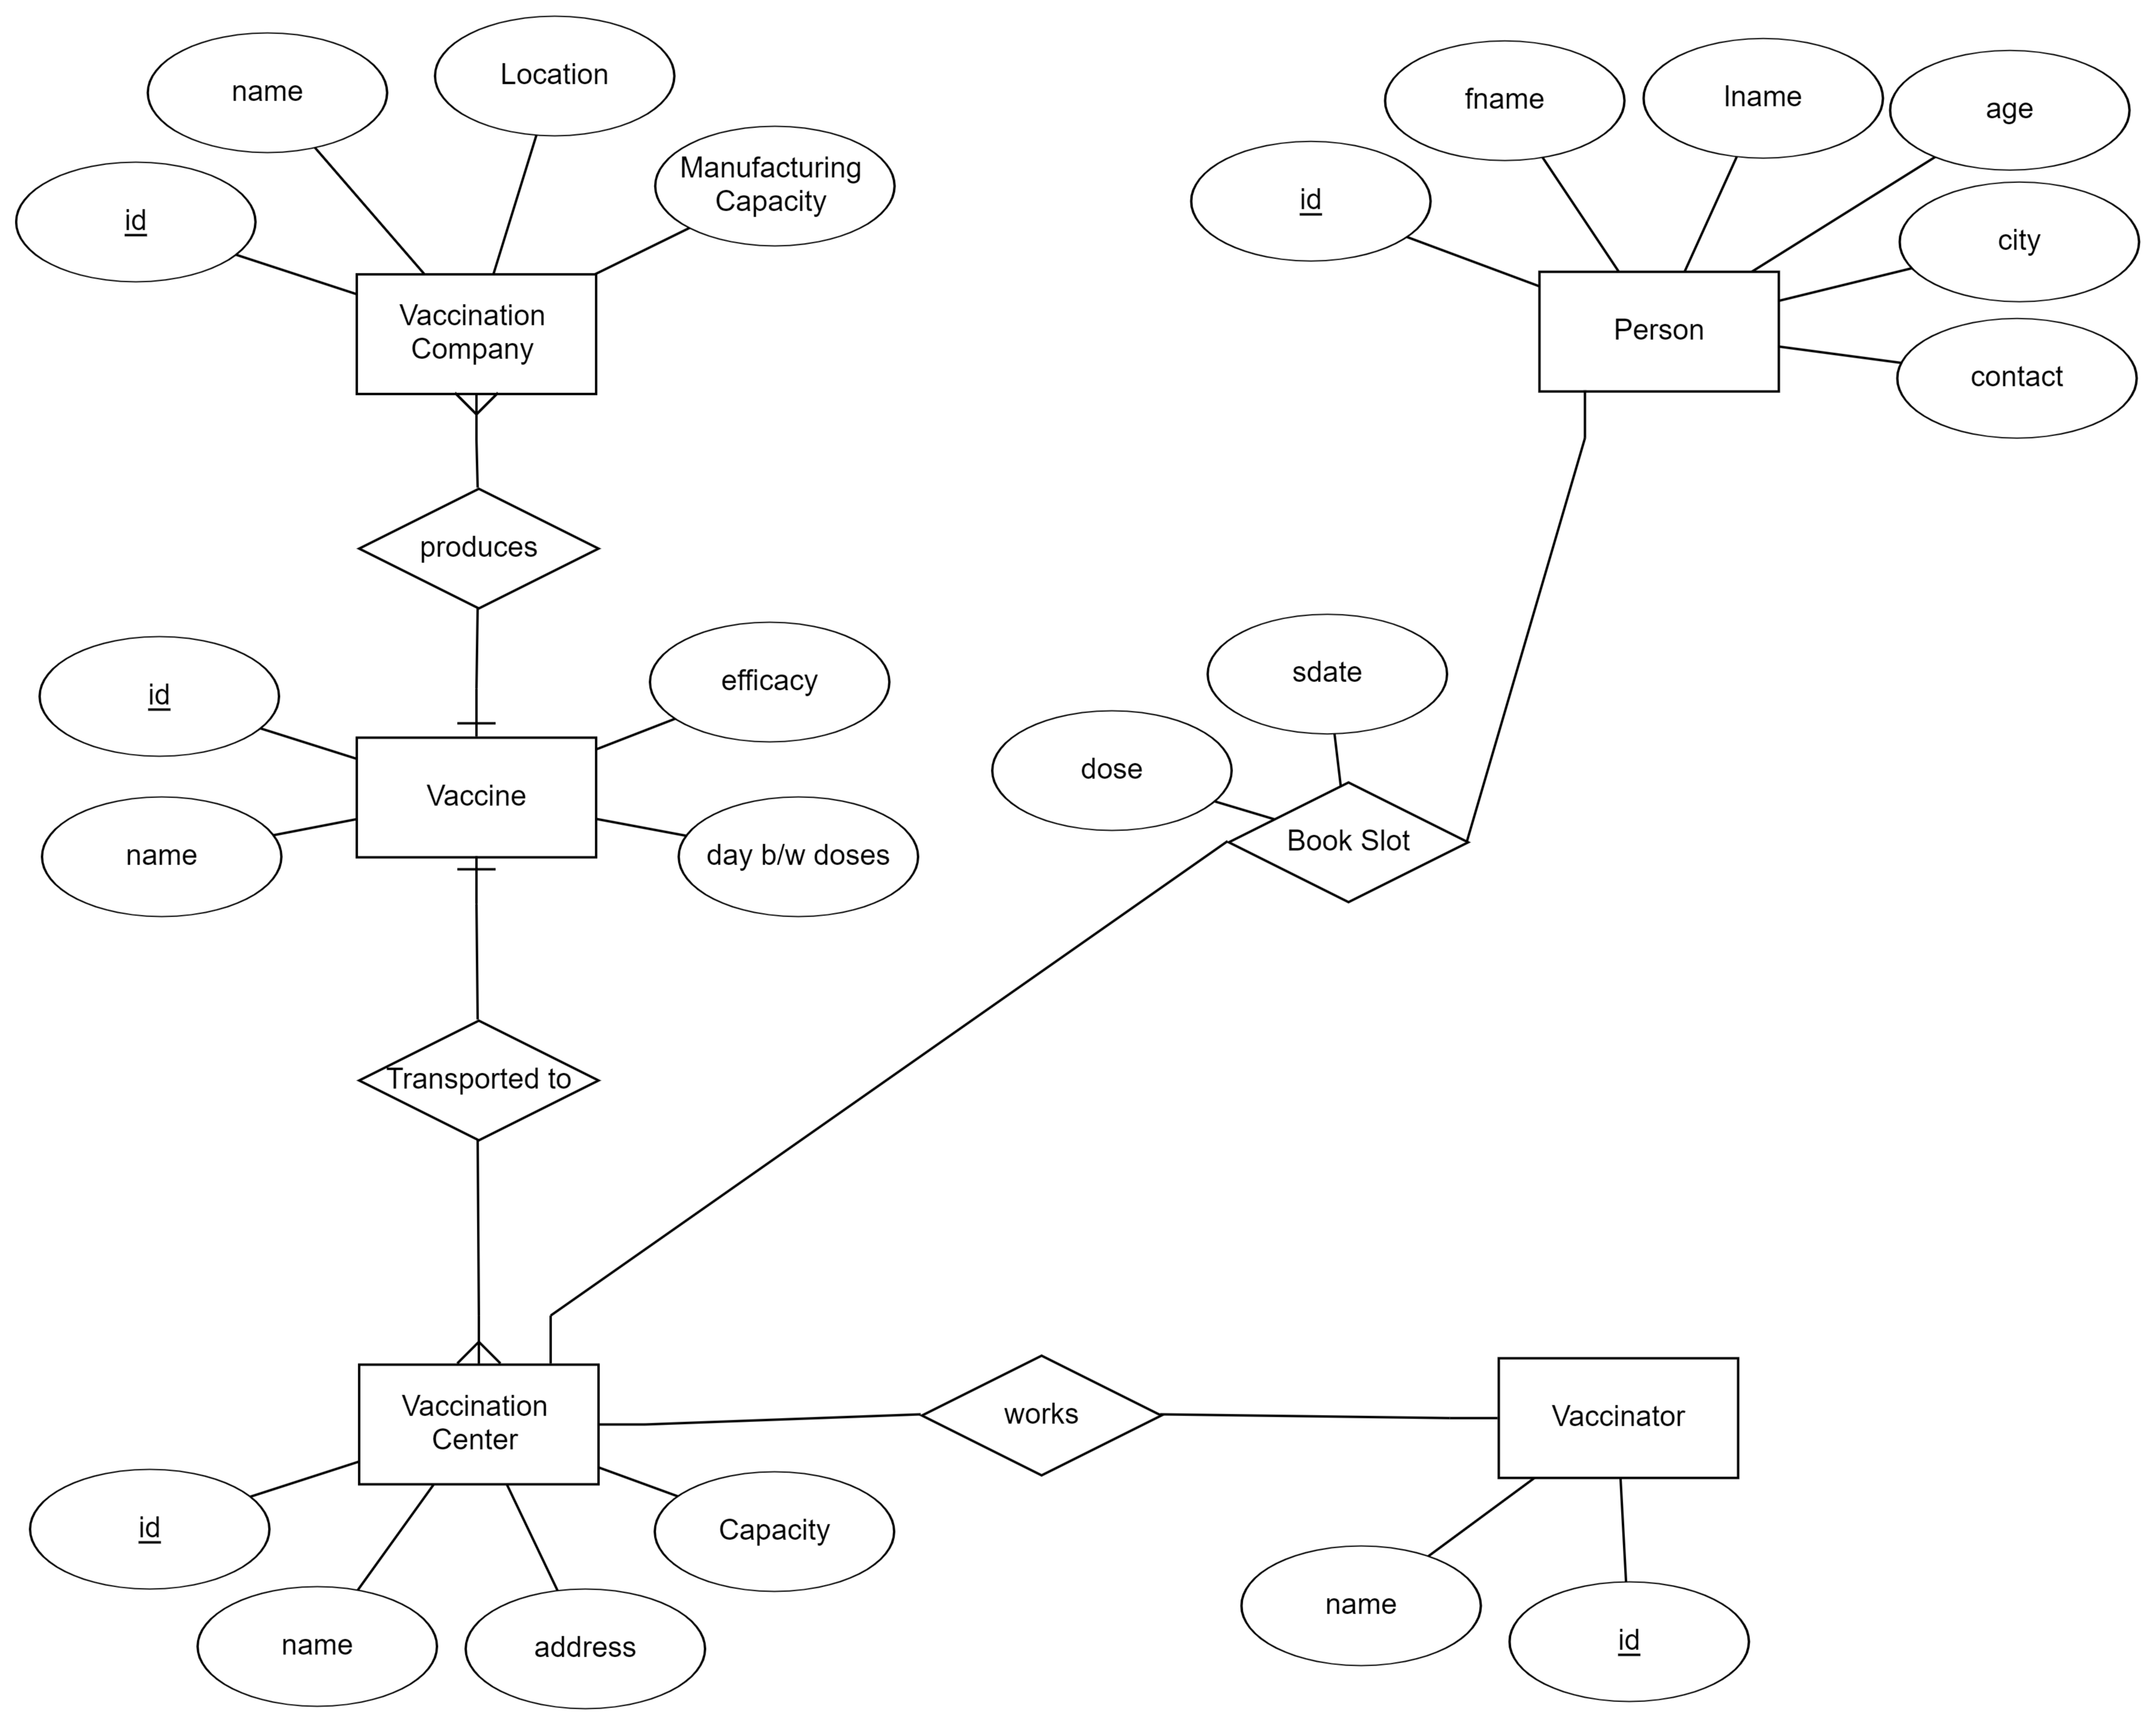 name
Location
Manufacturing
Capacity
id
Vaccination
Company
fname
lname
age
id
city
Person
contact
produces
id
efficacy
Vaccine
name
day b/w doses
sdate
dose
Book Slot
Transported to
Vaccination
Center
works
Vaccinator
id
Capacity
name
address
name
id